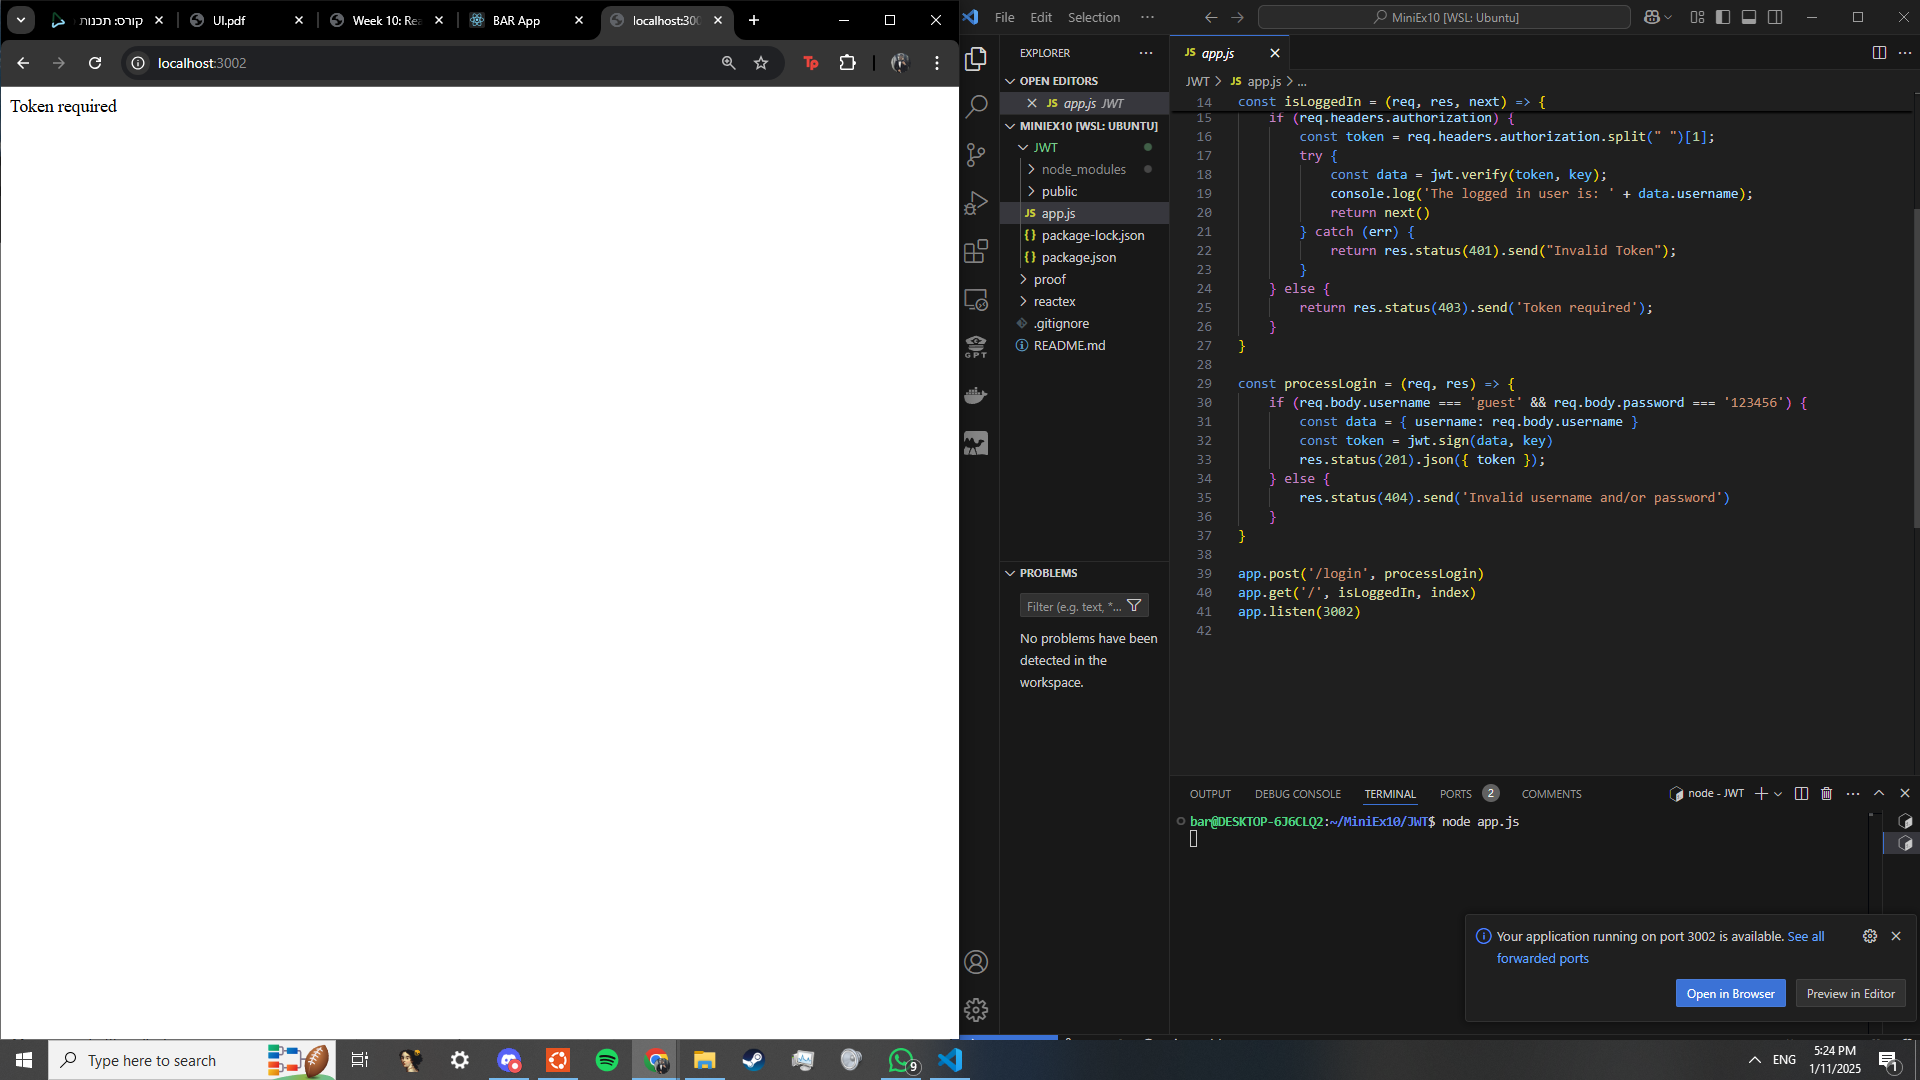 קורס: תכנות
UI.pdf
Week 10: Rea
BAR App
localhost:300
localhost:3002
Token required
File Edit Selection ···
MiniEx10 [WSL: Ubuntu]
EXPLORER
OPEN EDITORS
JS app.js JWT
MINIEX10 [WSL: UBUNTU]
JWT
node_modules
public
JS app.js
{} package-lock.json
{} package.json
proof
reactex
.gitignore
README.md
GPT
PROBLEMS
Filter (e.g. text, *...
No problems have been
detected in the
workspace.
JS app.js
JWT > JS app.js > ...
14 const isLoggedIn = (req, res, next) => {
15 if (req.headers.authorization) {
16 const token = req.headers.authorization.split(" ")[1];
17 try {
18 const data = jwt.verify(token, key);
19 console.log('The logged in user is: ' + data.username);
20 return next()
21 } catch (err) {
22 return res.status(401).send("Invalid Token");
23 }
24 } else {
25 return res.status(403).send('Token required');
26 }
27 }
28
29 const processLogin = (req, res) => {
30 if (req.body.username === 'guest' && req.body.password === '123456') {
31 const data = { username: req.body.username }
32 const token = jwt.sign(data, key)
33 res.status(201).json({ token });
34 } else {
35 res.status(404).send('Invalid username and/or password')
36 }
37 }
38
39 app.post('/login', processLogin)
40 app.get('/', isLoggedIn, index)
41 app.listen(3002)
42
OUTPUT DEBUG CONSOLE TERMINAL PORTS 2 COMMENTS
node - JWT
bar@DESKTOP-6J6CLQ2:~/MiniEx10/JWT$ node app.js
Your application running on port 3002 is available. See all
forwarded ports
Open in Browser
Preview in Editor
Type here to search
9
ENG
5:24 PM
1/11/2025
1